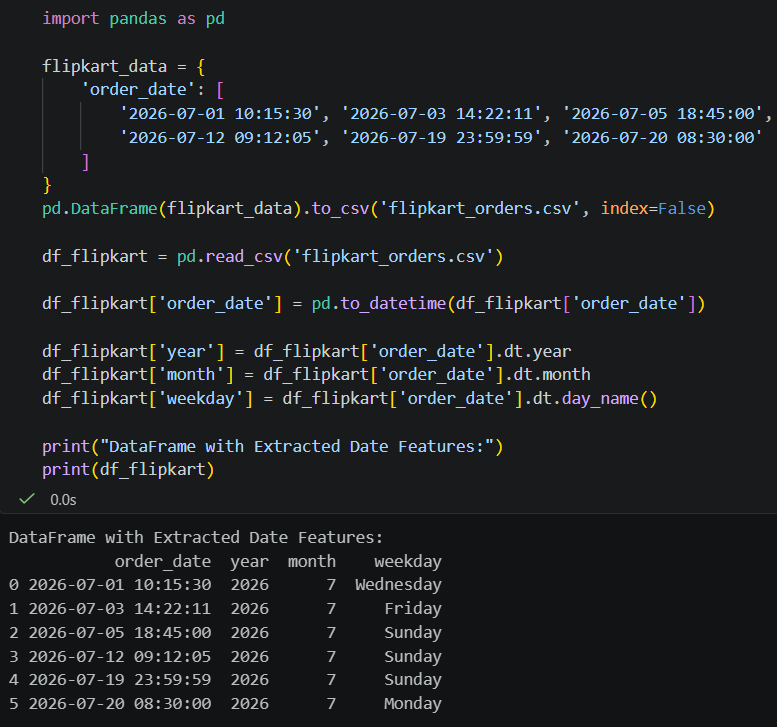 import pandas as pd
flipkart_data = {
    'order_date': [
        '2026-07-01 10:15:30', '2026-07-03 14:22:11', '2026-07-05 18:45:00',
        '2026-07-12 09:12:05', '2026-07-19 23:59:59', '2026-07-20 08:30:00'
    ]
}
pd.DataFrame(flipkart_data).to_csv('flipkart_orders.csv', index=False)
df_flipkart = pd.read_csv('flipkart_orders.csv')
df_flipkart['order_date'] = pd.to_datetime(df_flipkart['order_date'])
df_flipkart['year'] = df_flipkart['order_date'].dt.year
df_flipkart['month'] = df_flipkart['order_date'].dt.month
df_flipkart['weekday'] = df_flipkart['order_date'].dt.day_name()
print("DataFrame with Extracted Date Features:")
print(df_flipkart)
0.0s
DataFrame with Extracted Date Features:
           order_date  year  month    weekday
0 2026-07-01 10:15:30  2026      7  Wednesday
1 2026-07-03 14:22:11  2026      7     Friday
2 2026-07-05 18:45:00  2026      7     Sunday
3 2026-07-12 09:12:05  2026      7     Sunday
4 2026-07-19 23:59:59  2026      7     Sunday
5 2026-07-20 08:30:00  2026      7     Monday